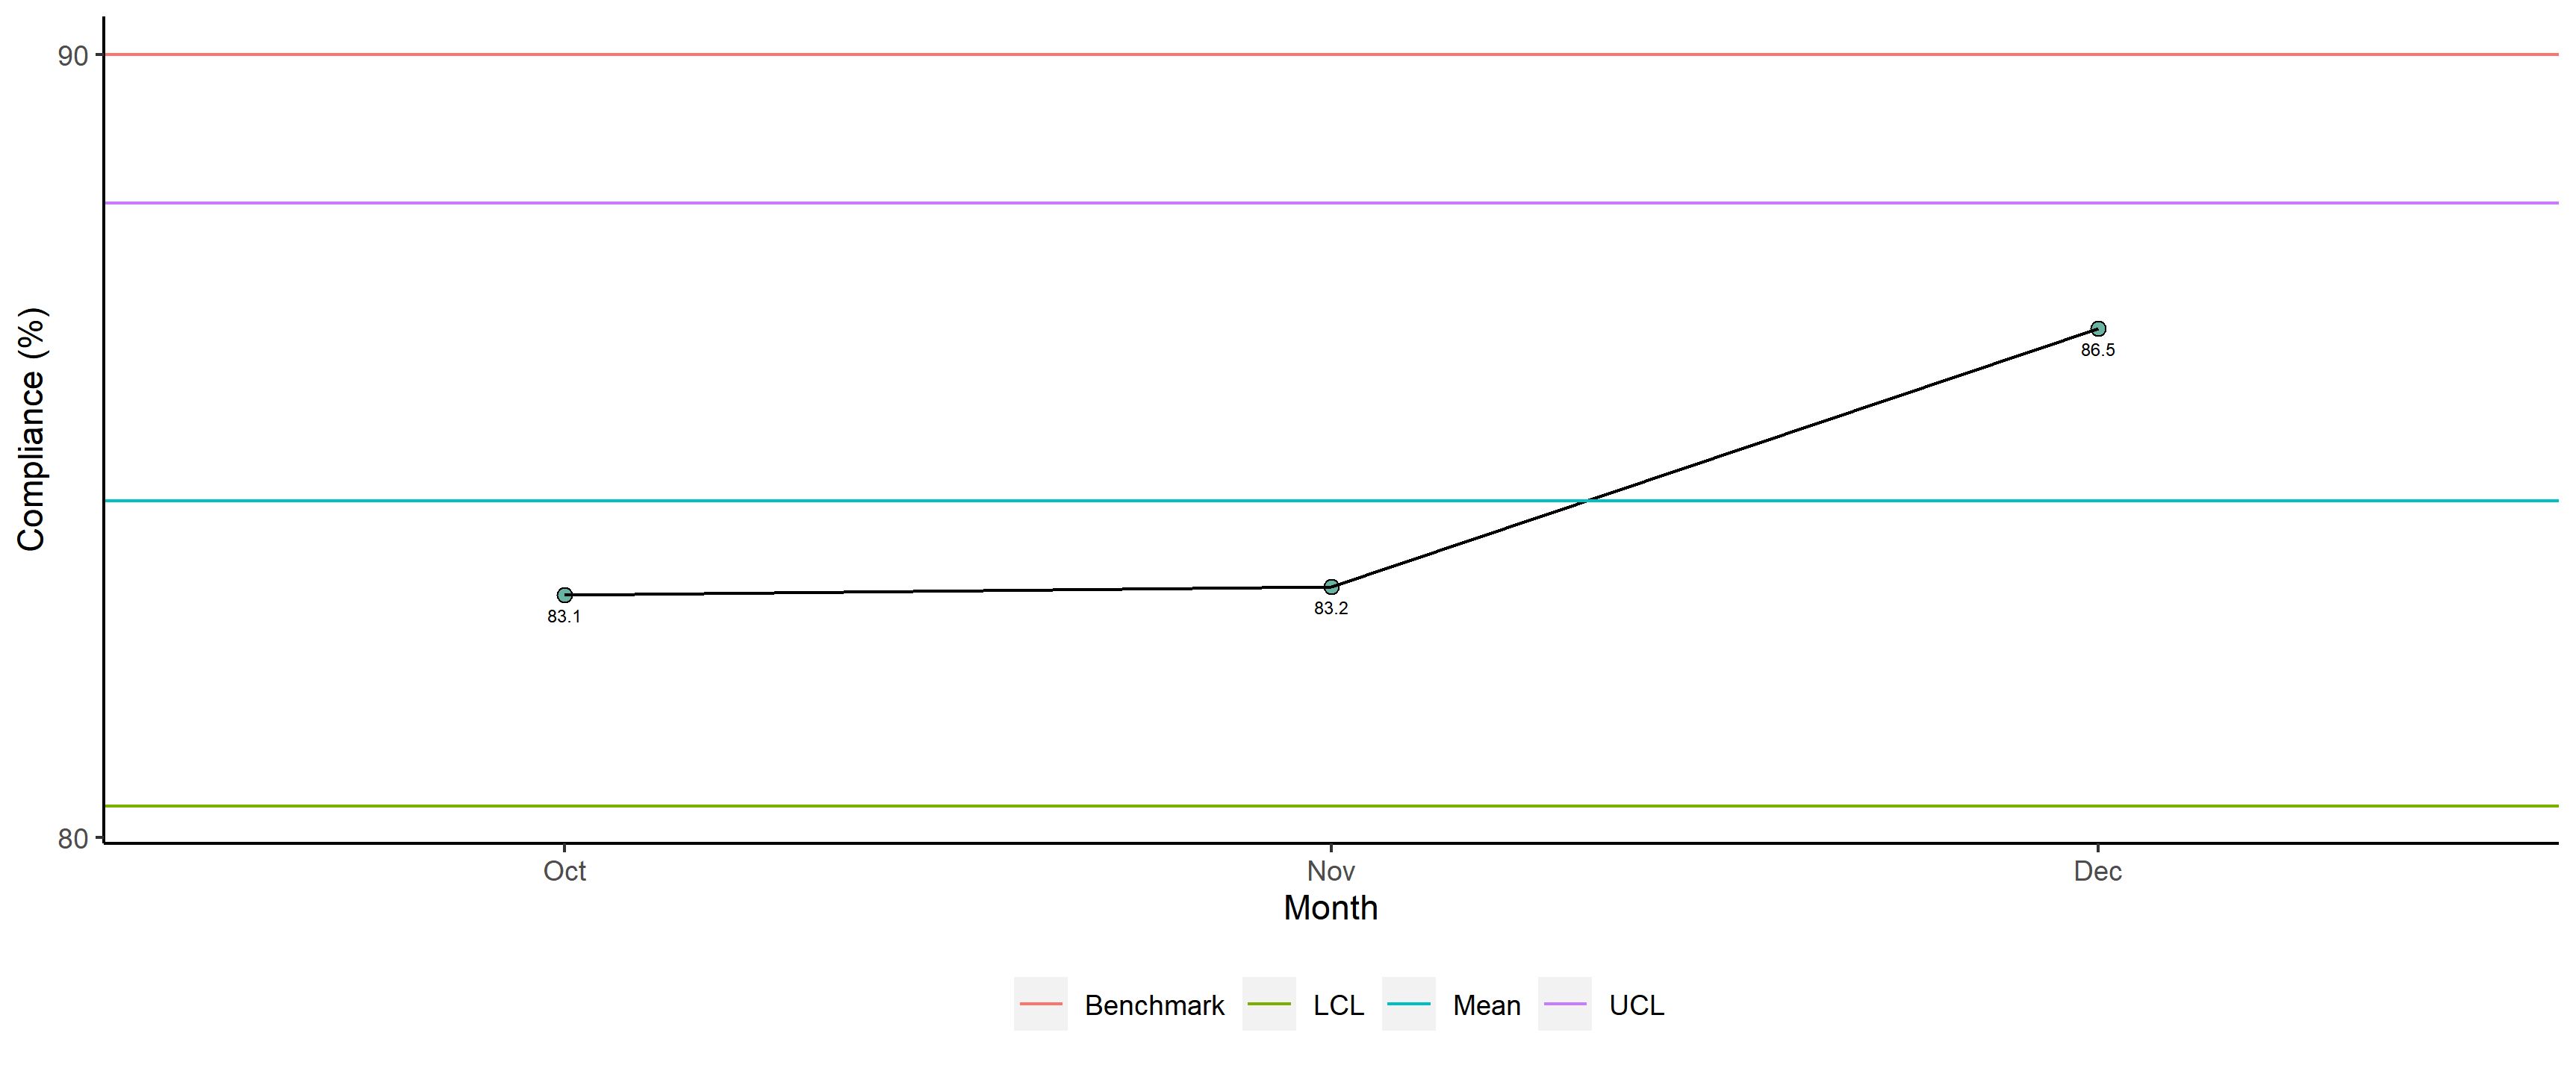 90
Compliance (%)
86.5
83.1
83.2
80
Oct Nov Dec
Month
Benchmark LCL Mean UCL